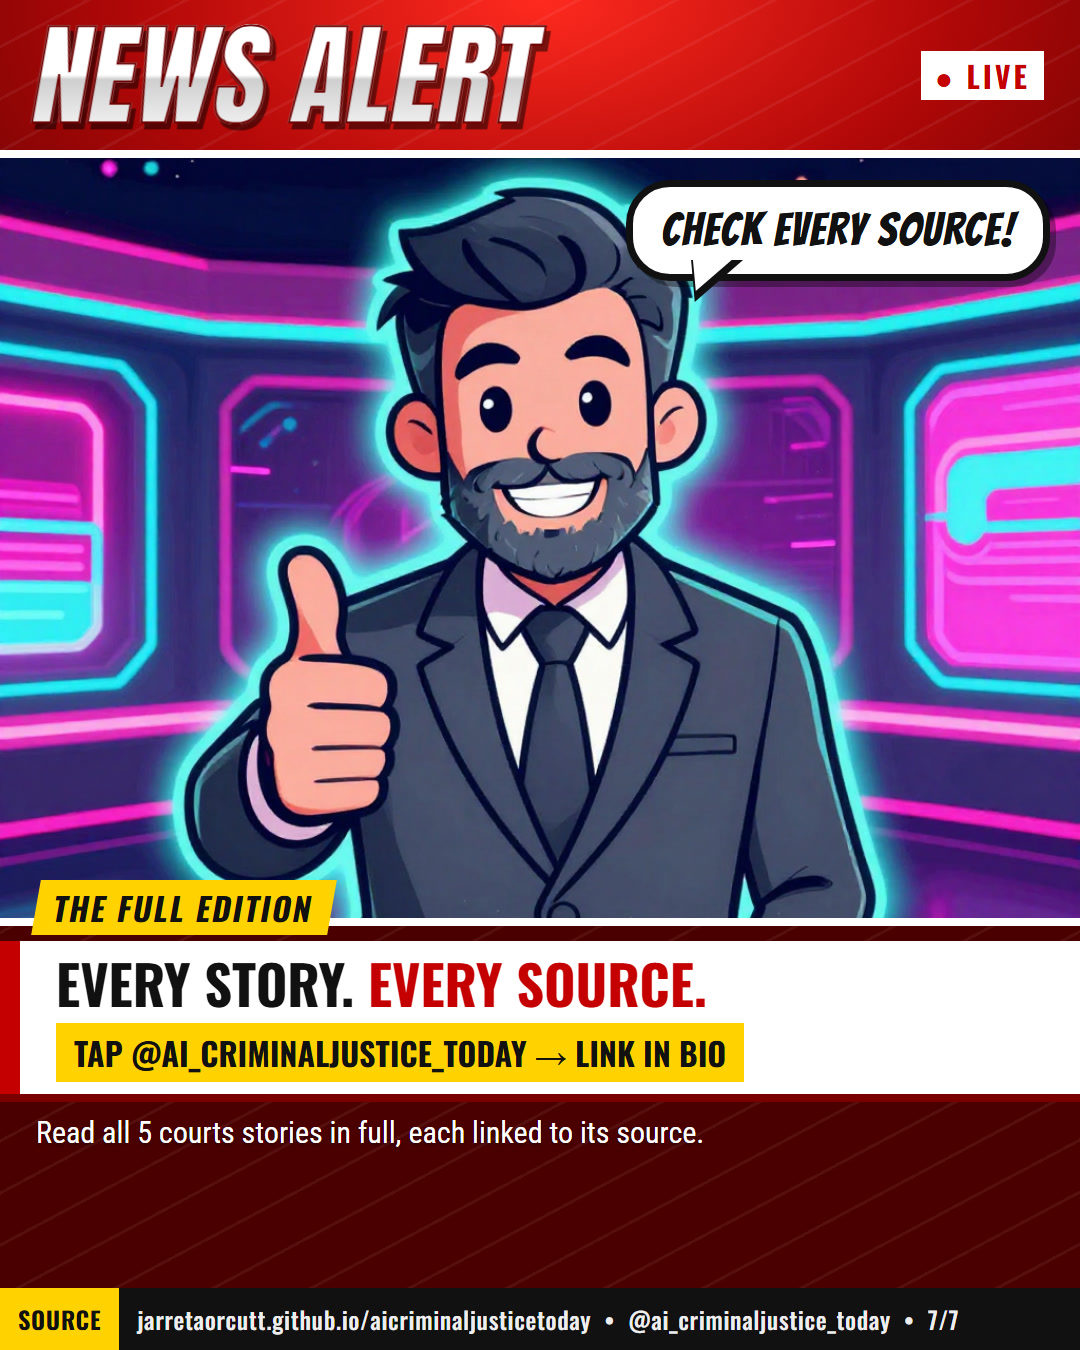 NEWS ALERT
● LIVE
CHECK EVERY SOURCE!
THE FULL EDITION
EVERY STORY. EVERY SOURCE.
TAP @AI_CRIMINALJUSTICE_TODAY → LINK IN BIO
Read all 5 courts stories in full, each linked to its source.
SOURCE jarretaorcutt.github.io/aicriminaljusticetoday • @ai_criminaljustice_today • 7/7